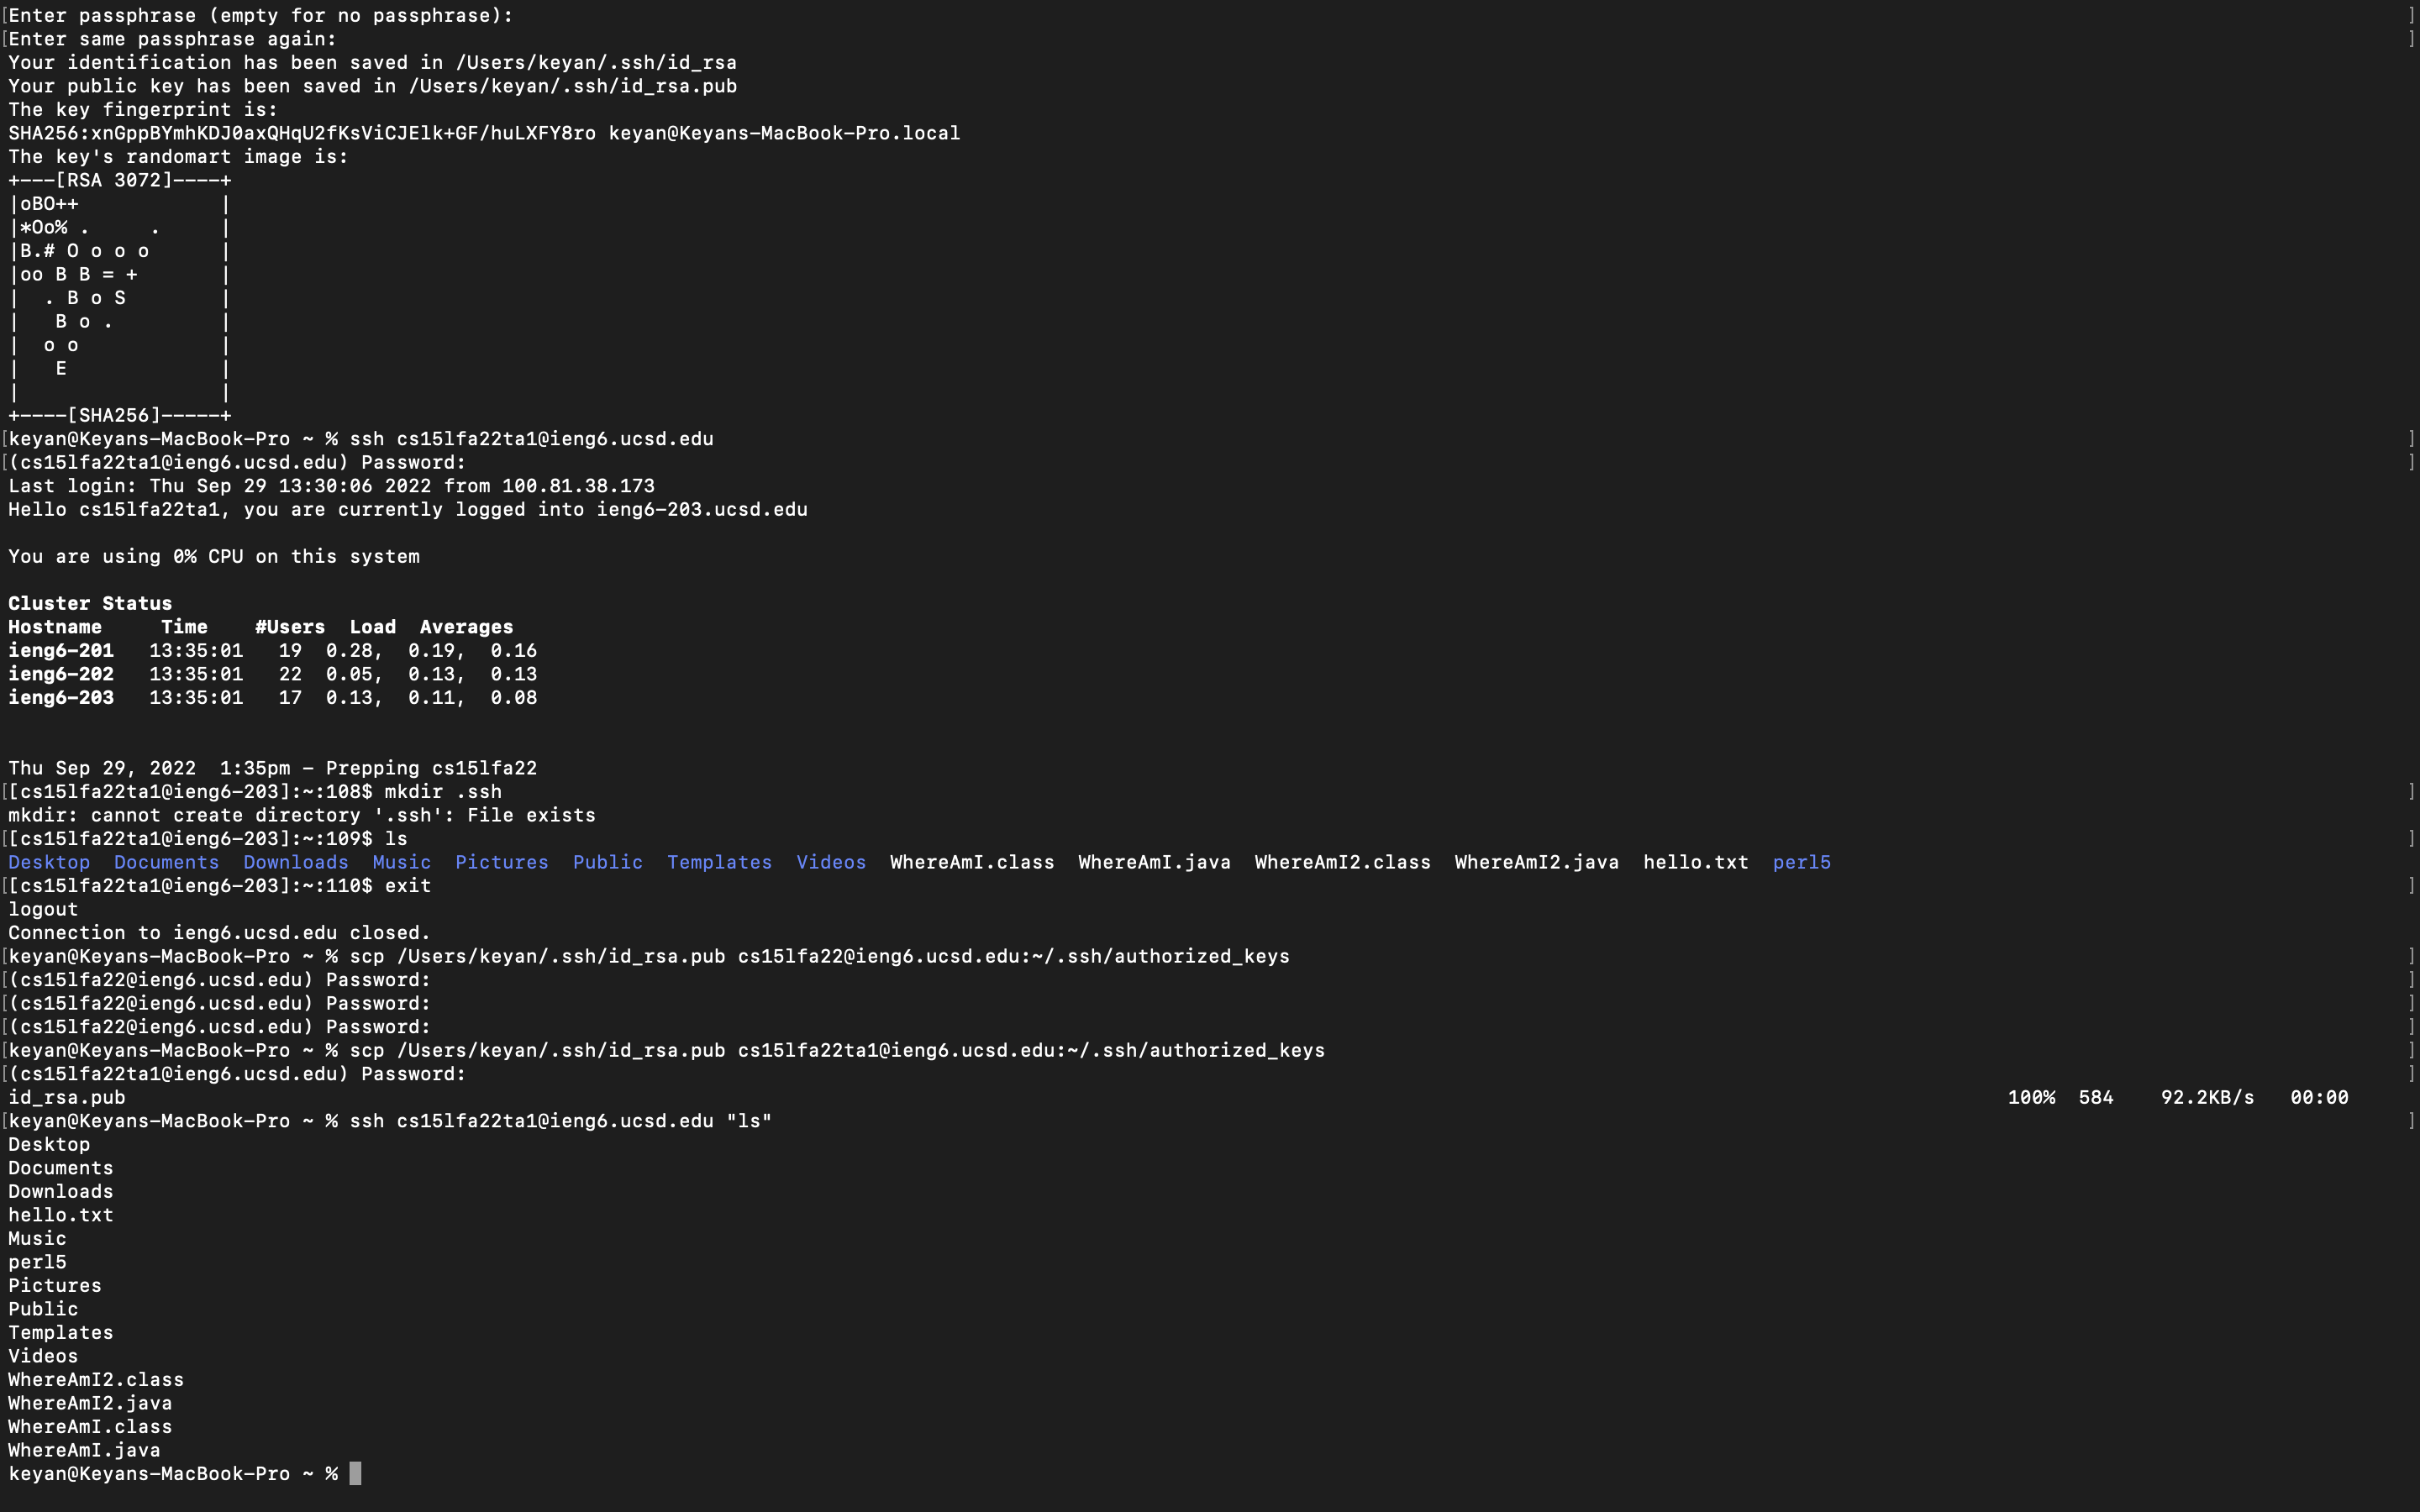 [Enter passphrase (empty for no passphrase): ]
[Enter same passphrase again: ]
Your identification has been saved in /Users/keyan/.ssh/id_rsa
Your public key has been saved in /Users/keyan/.ssh/id_rsa.pub
The key fingerprint is:
SHA256:xnGppBYmhKDJ0axQHqU2fKsViCJElk+GF/huLXFY8ro keyan@Keyans-MacBook-Pro.local
The key's randomart image is:
+---[RSA 3072]----+
|oBO++            |
|*Oo% .     .     |
|B.# O o o o      |
|oo B B = +       |
|  . B o S        |
|   B o .         |
|  o o            |
|   E             |
|                 |
+----[SHA256]-----+
[keyan@Keyans-MacBook-Pro ~ % ssh cs15lfa22ta1@ieng6.ucsd.edu ]
[(cs15lfa22ta1@ieng6.ucsd.edu) Password: ]
Last login: Thu Sep 29 13:30:06 2022 from 100.81.38.173
Hello cs15lfa22ta1, you are currently logged into ieng6-203.ucsd.edu
You are using 0% CPU on this system
Cluster Status
Hostname     Time    #Users  Load  Averages
ieng6-201   13:35:01   19  0.28,  0.19,  0.16
ieng6-202   13:35:01   22  0.05,  0.13,  0.13
ieng6-203   13:35:01   17  0.13,  0.11,  0.08
Thu Sep 29, 2022  1:35pm - Prepping cs15lfa22
[[cs15lfa22ta1@ieng6-203]:~:108$ mkdir .ssh ]
mkdir: cannot create directory '.ssh': File exists
[[cs15lfa22ta1@ieng6-203]:~:109$ ls ]
Desktop  Documents  Downloads  Music  Pictures  Public  Templates  Videos  WhereAmI.class  WhereAmI.java  WhereAmI2.class  WhereAmI2.java  hello.txt  perl5
[[cs15lfa22ta1@ieng6-203]:~:110$ exit ]
logout
Connection to ieng6.ucsd.edu closed.
[keyan@Keyans-MacBook-Pro ~ % scp /Users/keyan/.ssh/id_rsa.pub cs15lfa22@ieng6.ucsd.edu:~/.ssh/authorized_keys ]
[(cs15lfa22@ieng6.ucsd.edu) Password: ]
[(cs15lfa22@ieng6.ucsd.edu) Password: ]
[(cs15lfa22@ieng6.ucsd.edu) Password: ]
[keyan@Keyans-MacBook-Pro ~ % scp /Users/keyan/.ssh/id_rsa.pub cs15lfa22ta1@ieng6.ucsd.edu:~/.ssh/authorized_keys ]
[(cs15lfa22ta1@ieng6.ucsd.edu) Password: ]
id_rsa.pub    100%  584    92.2KB/s   00:00
[keyan@Keyans-MacBook-Pro ~ % ssh cs15lfa22ta1@ieng6.ucsd.edu "ls" ]
Desktop
Documents
Downloads
hello.txt
Music
perl5
Pictures
Public
Templates
Videos
WhereAmI2.class
WhereAmI2.java
WhereAmI.class
WhereAmI.java
keyan@Keyans-MacBook-Pro ~ %